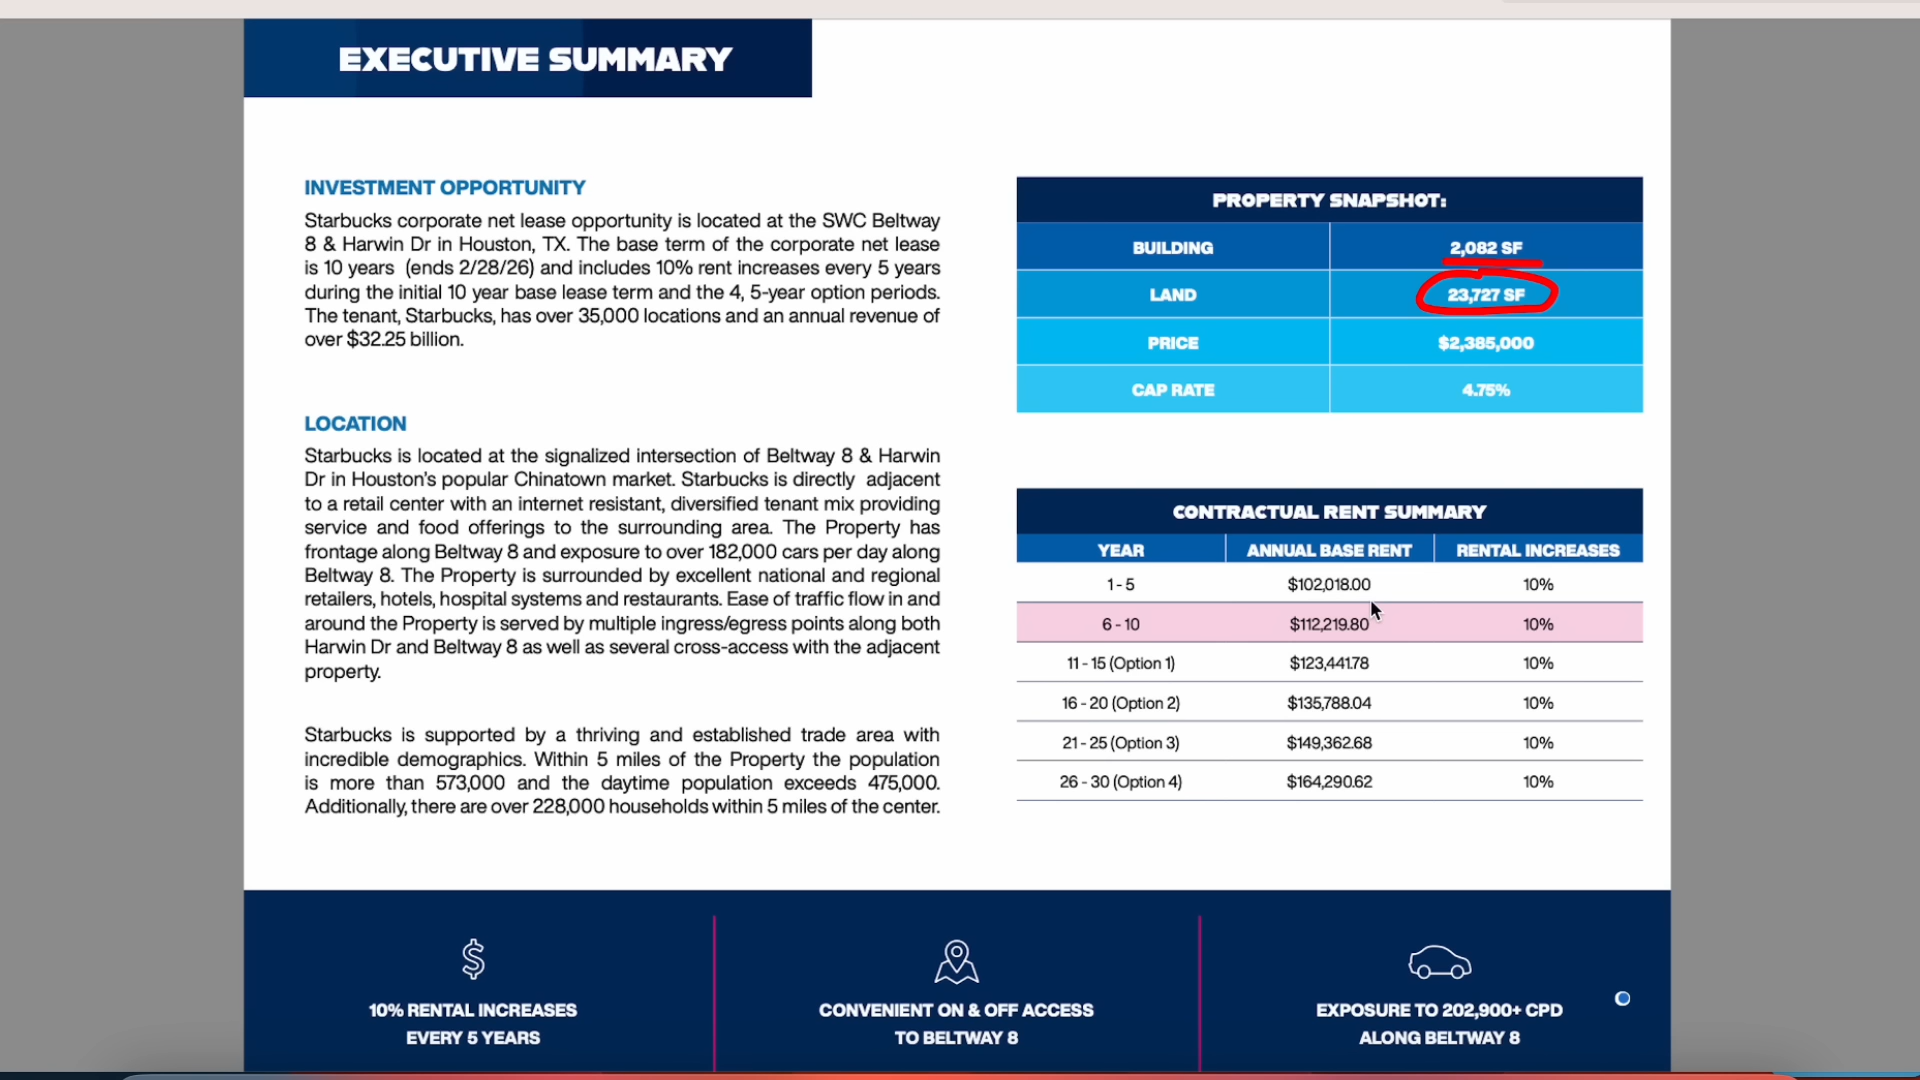 EXECUTIVE SUMMARY
INVESTMENT OPPORTUNITY
Starbucks corporate net lease opportunity is located at the SWC Beltway
8 & Harwin Dr in Houston, TX. The base term of the corporate net lease
is 10 years (ends 2/28/26) and includes 10% rent increases every 5 years
during the initial 10 year base lease term and the 4, 5-year option periods.
The tenant, Starbucks, has over 35,000 locations and an annual revenue of
over $32.25 billion.
LOCATION
Starbucks is located at the signalized intersection of Beltway 8 & Harwin
Dr in Houston's popular Chinatown market. Starbucks is directly adjacent
to a retail center with an internet resistant, diversified tenant mix providing
service and food offerings to the surrounding area. The Property has
frontage along Beltway 8 and exposure to over 182,000 cars per day along
Beltway 8. The Property is surrounded by excellent national and regional
retailers, hotels, hospital systems and restaurants. Ease of traffic flow in and
around the Property is served by multiple ingress/egress points along both
Harwin Dr and Beltway 8 as well as several cross-access with the adjacent
property.
Starbucks is supported by a thriving and established trade area with
incredible demographics. Within 5 miles of the Property the population
is more than 573,000 and the daytime population exceeds 475,000.
Additionally, there are over 228,000 households within 5 miles of the center.
PROPERTY SNAPSHOT:
BUILDING 2,082 SF
LAND 23,727 SF
PRICE $2,385,000
CAP RATE 4.75%
CONTRACTUAL RENT SUMMARY
YEAR ANNUAL BASE RENT RENTAL INCREASES
1 - 5 $102,018.00 10%
6 - 10 $112,219.80 10%
11 - 15 (Option 1) $123,441.78 10%
16 - 20 (Option 2) $135,788.04 10%
21 - 25 (Option 3) $149,362.68 10%
26 - 30 (Option 4) $164,290.62 10%
10% RENTAL INCREASES
EVERY 5 YEARS
CONVENIENT ON & OFF ACCESS
TO BELTWAY 8
EXPOSURE TO 202,900+ CPD
ALONG BELTWAY 8